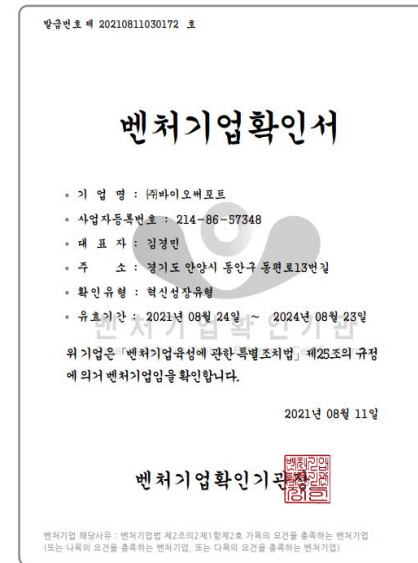 발급번호 제 20210811030172 호
벤처기업확인서
• 기 업 명 : ㈜바이오써포트
• 사업자등록번호 : 214-86-57348
• 대 표 자 : 김경민
• 주 소 : 경기도 안양시 동안구 동편로13번길
• 확인유형 : 혁신성장유형
• 유효기간 : 2021년 08월 24일 ~ 2024년 08월 23일
벤처기업확인기관
위 기업은「벤처기업육성에 관한 특별조치법」제25조의 규정
에 의거 벤처기업임을 확인합니다.
2021년 08월 11일
벤처기업확인기관장
벤처기업 해당사유 : 벤처기업법 제2조의2제1항제2호 가목의 요건을 충족하는 벤처기업
(또는 나목의 요건을 충족하는 벤처기업, 또는 다목의 요건을 충족하는 벤처기업)